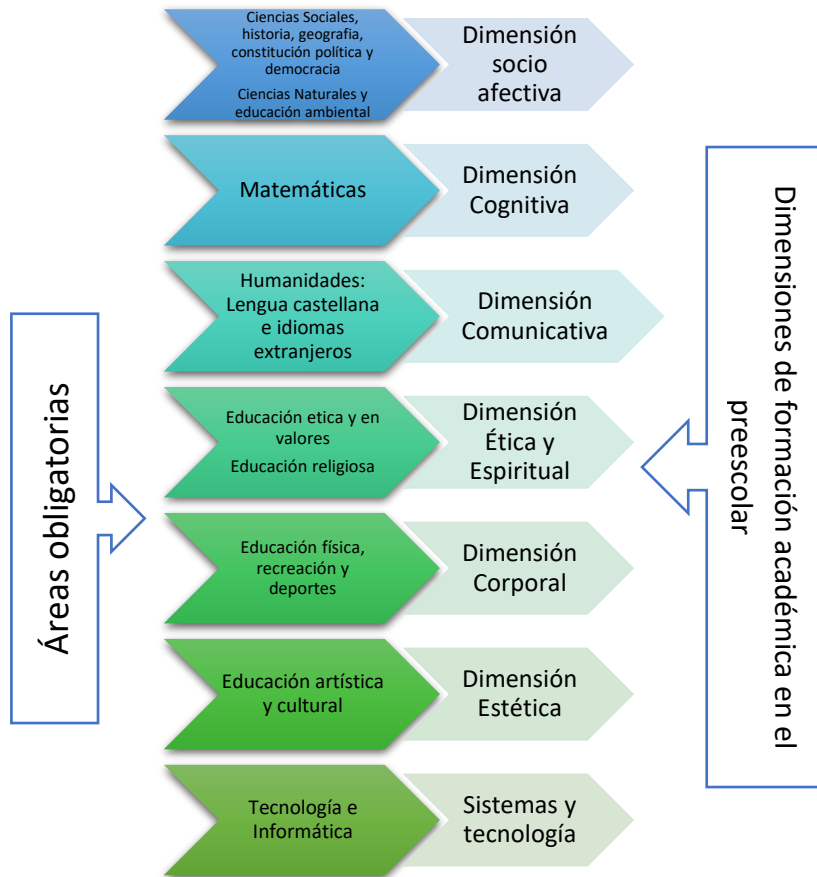 Ciencias Sociales,
historia, geografia,
constitución política y
democracia
Ciencias Naturales y
educación ambiental
Dimensión
socio
afectiva
Matemáticas
Dimensión
Cognitiva
Humanidades:
Lengua castellana
e idiomas
extranjeros
Dimensión
Comunicativa
Educación etica y en
valores
Educación religiosa
Dimensión
Ética y
Espiritual
Educación física,
recreación y
deportes
Dimensión
Corporal
Educación artística
y cultural
Dimensión
Estética
Tecnología e
Informática
Sistemas y
tecnología
Áreas obligatorias
Dimensiones de formación académica en el
preescolar